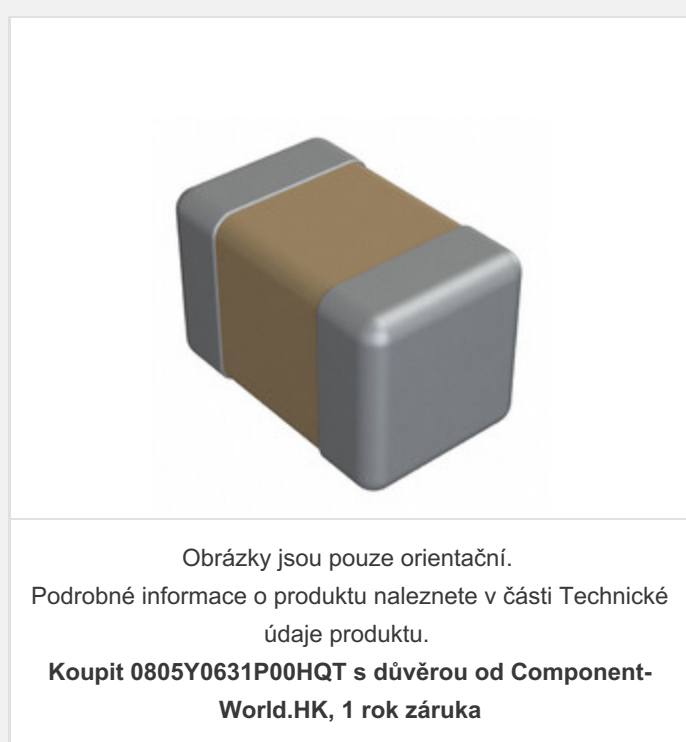 Obrázky jsou pouze orientační.
Podrobné informace o produktu naleznete v části Technické
údaje produktu.
Koupit 0805Y0631P00HQT s důvěrou od Component-
World.HK, 1 rok záruka